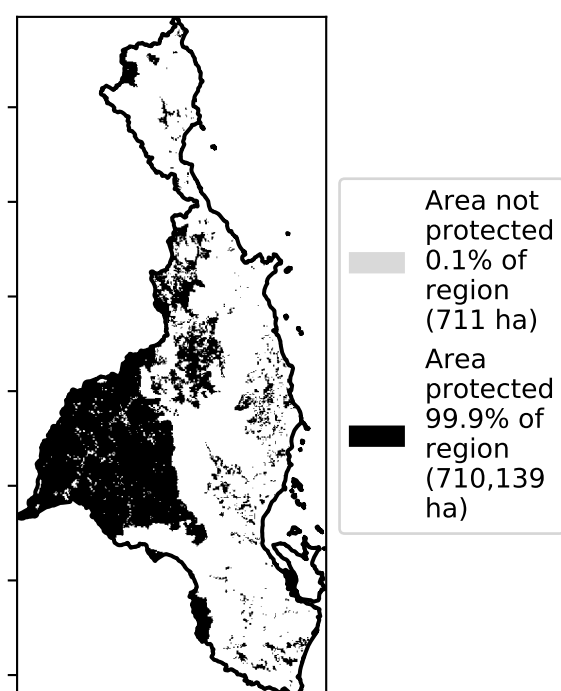 Area not
protected
0.1% of
region
(711 ha)
Area
protected
99.9% of
region
(710,139
ha)